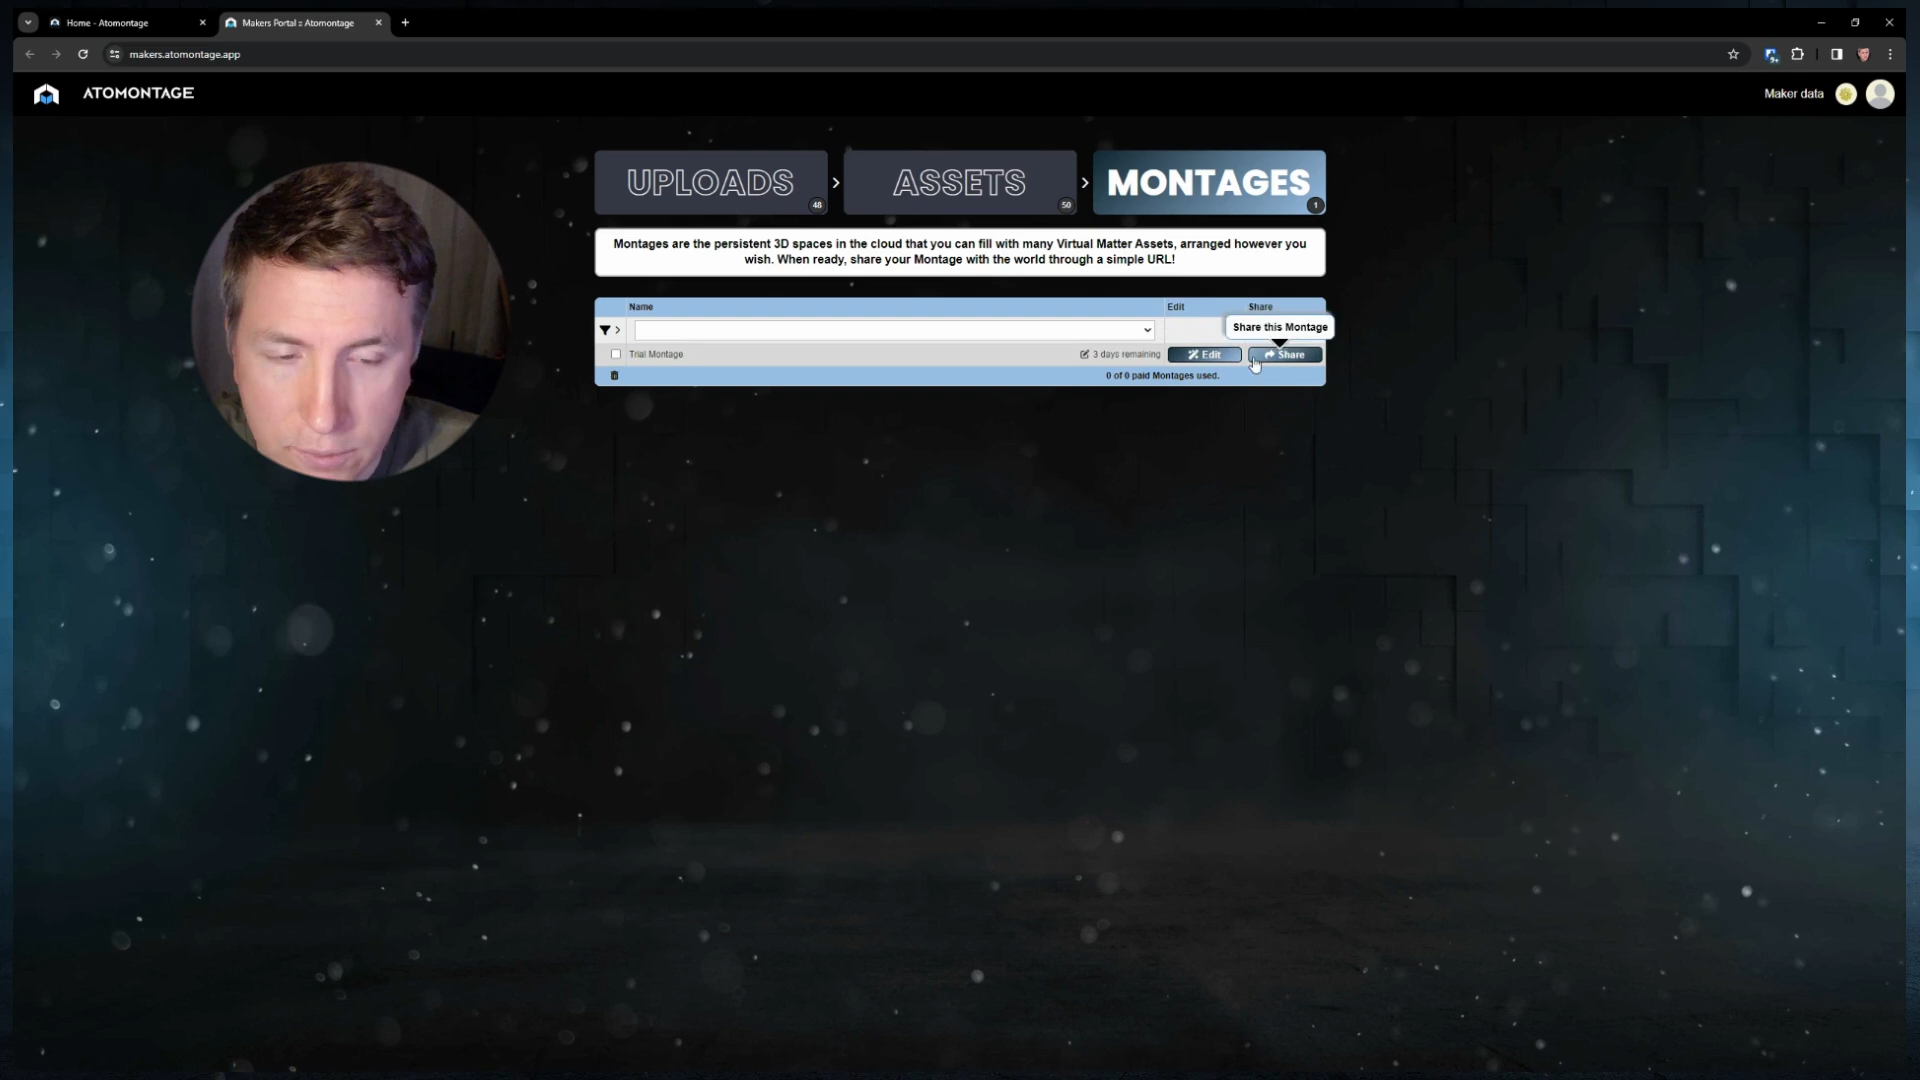 Home - Atomontage
Makers Portal :: Atomontage
makers.atomontage.app
9+
ATOMONTAGE
Maker data
UPLOADS
48
ASSETS
50
MONTAGES
1
Montages are the persistent 3D spaces in the cloud that you can fill with many Virtual Matter Assets, arranged however you
wish. When ready, share your Montage with the world through a simple URL!
Name Edit Share
Share this Montage
Trial Montage 3 days remaining Edit Share
0 of 0 paid Montages used.